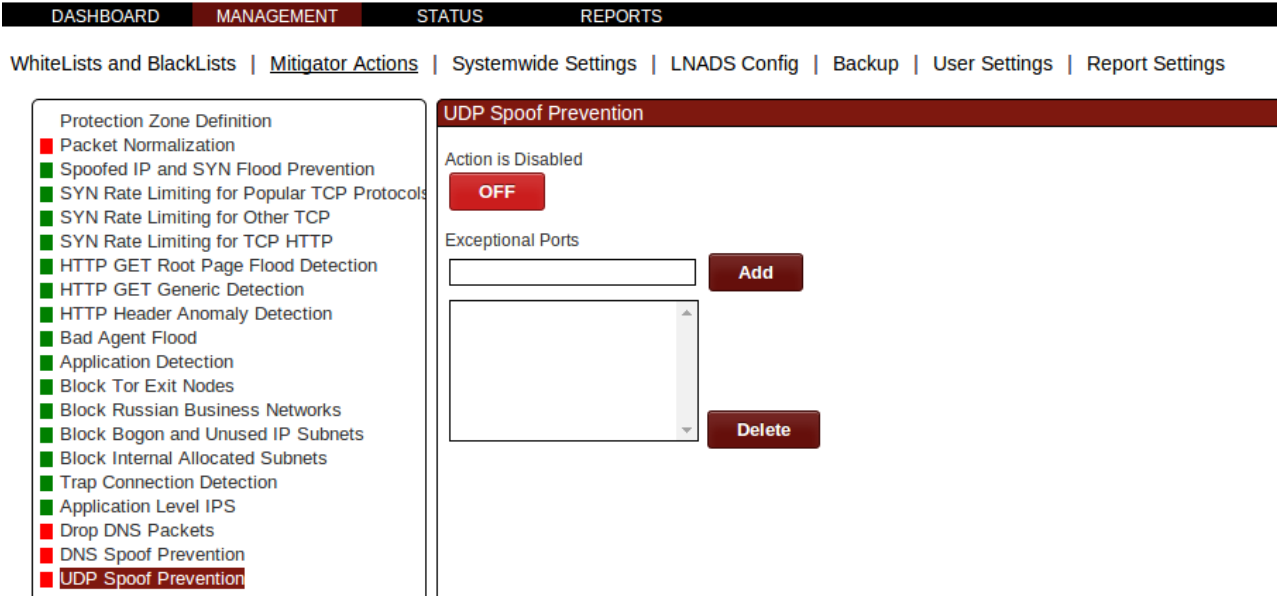 DASHBOARD MANAGEMENT STATUS REPORTS
WhiteLists and BlackLists | Mitigator Actions | Systemwide Settings | LNADS Config | Backup | User Settings | Report Settings
Protection Zone Definition
Packet Normalization
Spoofed IP and SYN Flood Prevention
SYN Rate Limiting for Popular TCP Protocols
SYN Rate Limiting for Other TCP
SYN Rate Limiting for TCP HTTP
HTTP GET Root Page Flood Detection
HTTP GET Generic Detection
HTTP Header Anomaly Detection
Bad Agent Flood
Application Detection
Block Tor Exit Nodes
Block Russian Business Networks
Block Bogon and Unused IP Subnets
Block Internal Allocated Subnets
Trap Connection Detection
Application Level IPS
Drop DNS Packets
DNS Spoof Prevention
UDP Spoof Prevention
UDP Spoof Prevention
Action is Disabled
OFF
Exceptional Ports
Add
Delete